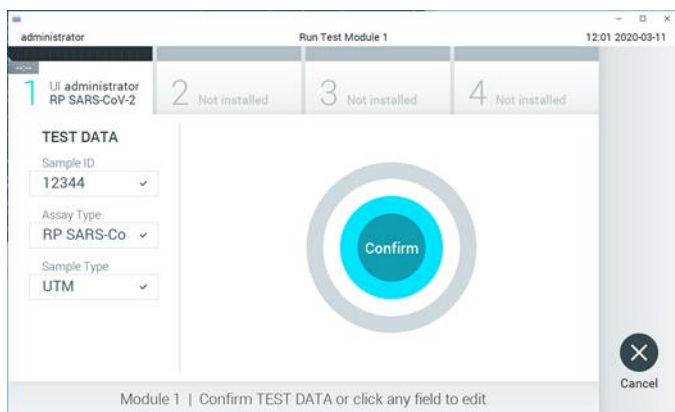 administrator Run Test Module 1 12:01 2020-03-11
1 UI administrator
RP SARS-CoV-2
2 Not installed
3 Not installed
4 Not installed
TEST DATA
Sample ID
12344
Assay Type
RP SARS-Co
Sample Type
UTM
Confirm
Cancel
Module 1 | Confirm TEST DATA or click any field to edit